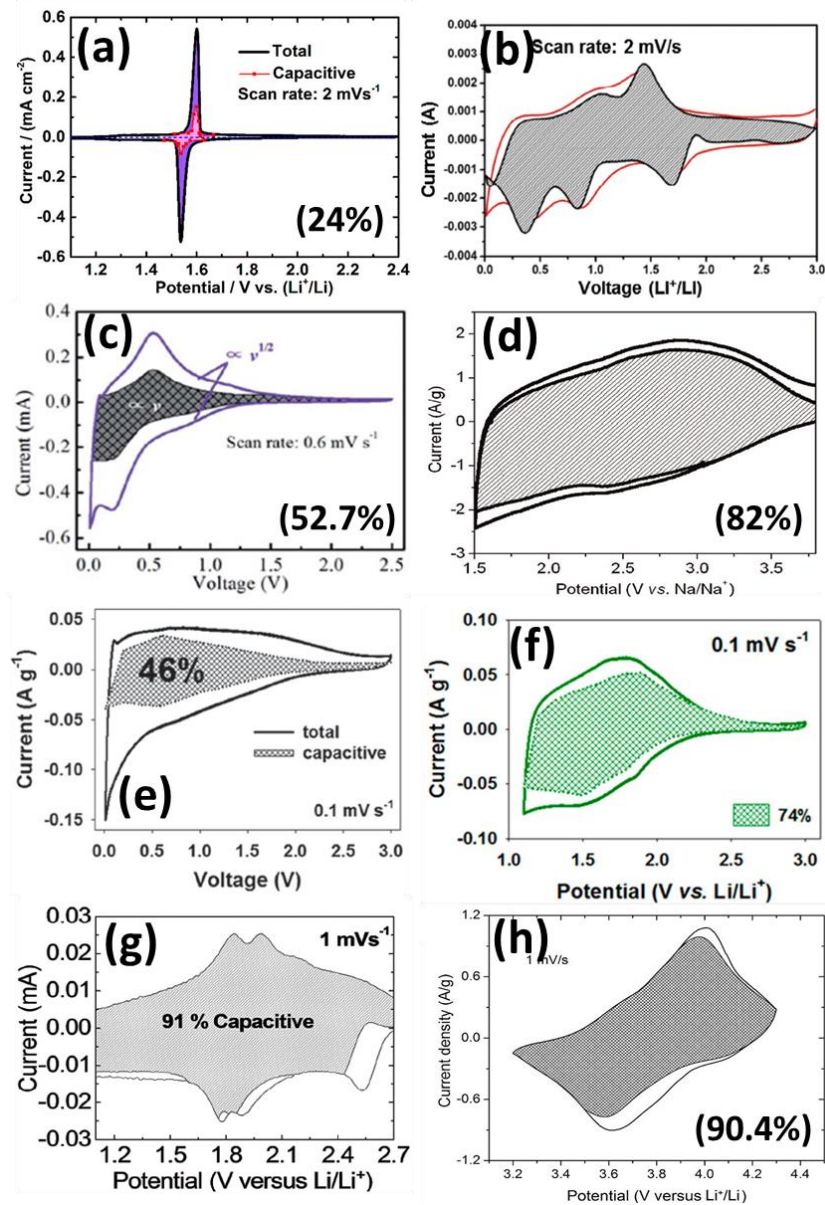 (a)
Total
Capacitive
Scan rate: 2 mVs⁻¹
(24%)
Current / (mA cm⁻²)
0.6
0.4
0.2
0.0
-0.2
-0.4
-0.6
1.2 1.4 1.6 1.8 2.0 2.2 2.4
Potential / V vs. (Li⁺/Li)
(b)
Scan rate: 2 mV/s
Current (A)
0.004
0.003
0.002
0.001
0.000
-0.001
-0.002
-0.003
-0.004
0.0 0.5 1.0 1.5 2.0 2.5 3.0
Voltage (LI⁺/LI)
(c)
∝ v¹/²
∝ v
Scan rate: 0.6 mV s⁻¹
(52.7%)
Current (mA)
0.4
0.2
0.0
-0.2
-0.4
-0.6
0.0 0.5 1.0 1.5 2.0 2.5
Voltage (V)
(d)
(82%)
Current (A/g)
2
1
0
-1
-2
-3
1.5 2.0 2.5 3.0 3.5
Potential (V vs. Na/Na⁺)
(e)
46%
total
capacitive
0.1 mV s⁻¹
Current (A g⁻¹)
0.05
0.00
-0.05
-0.10
-0.15
0.0 0.5 1.0 1.5 2.0 2.5 3.0
Voltage (V)
(f)
0.1 mV s⁻¹
74%
Current (A g⁻¹)
0.10
0.05
0.00
-0.05
-0.10
1.0 1.5 2.0 2.5 3.0
Potential (V vs. Li/Li⁺)
(g)
1 mVs⁻¹
91 % Capacitive
Current (mA)
0.03
0.02
0.01
0.00
-0.01
-0.02
-0.03
1.2 1.5 1.8 2.1 2.4 2.7
Potential (V versus Li/Li⁺)
(h)
1 mV/s
(90.4%)
Current density (A/g)
1.2
0.6
0.0
-0.6
-1.2
3.2 3.4 3.6 3.8 4.0 4.2 4.4
Potential (V versus Li⁺/Li)